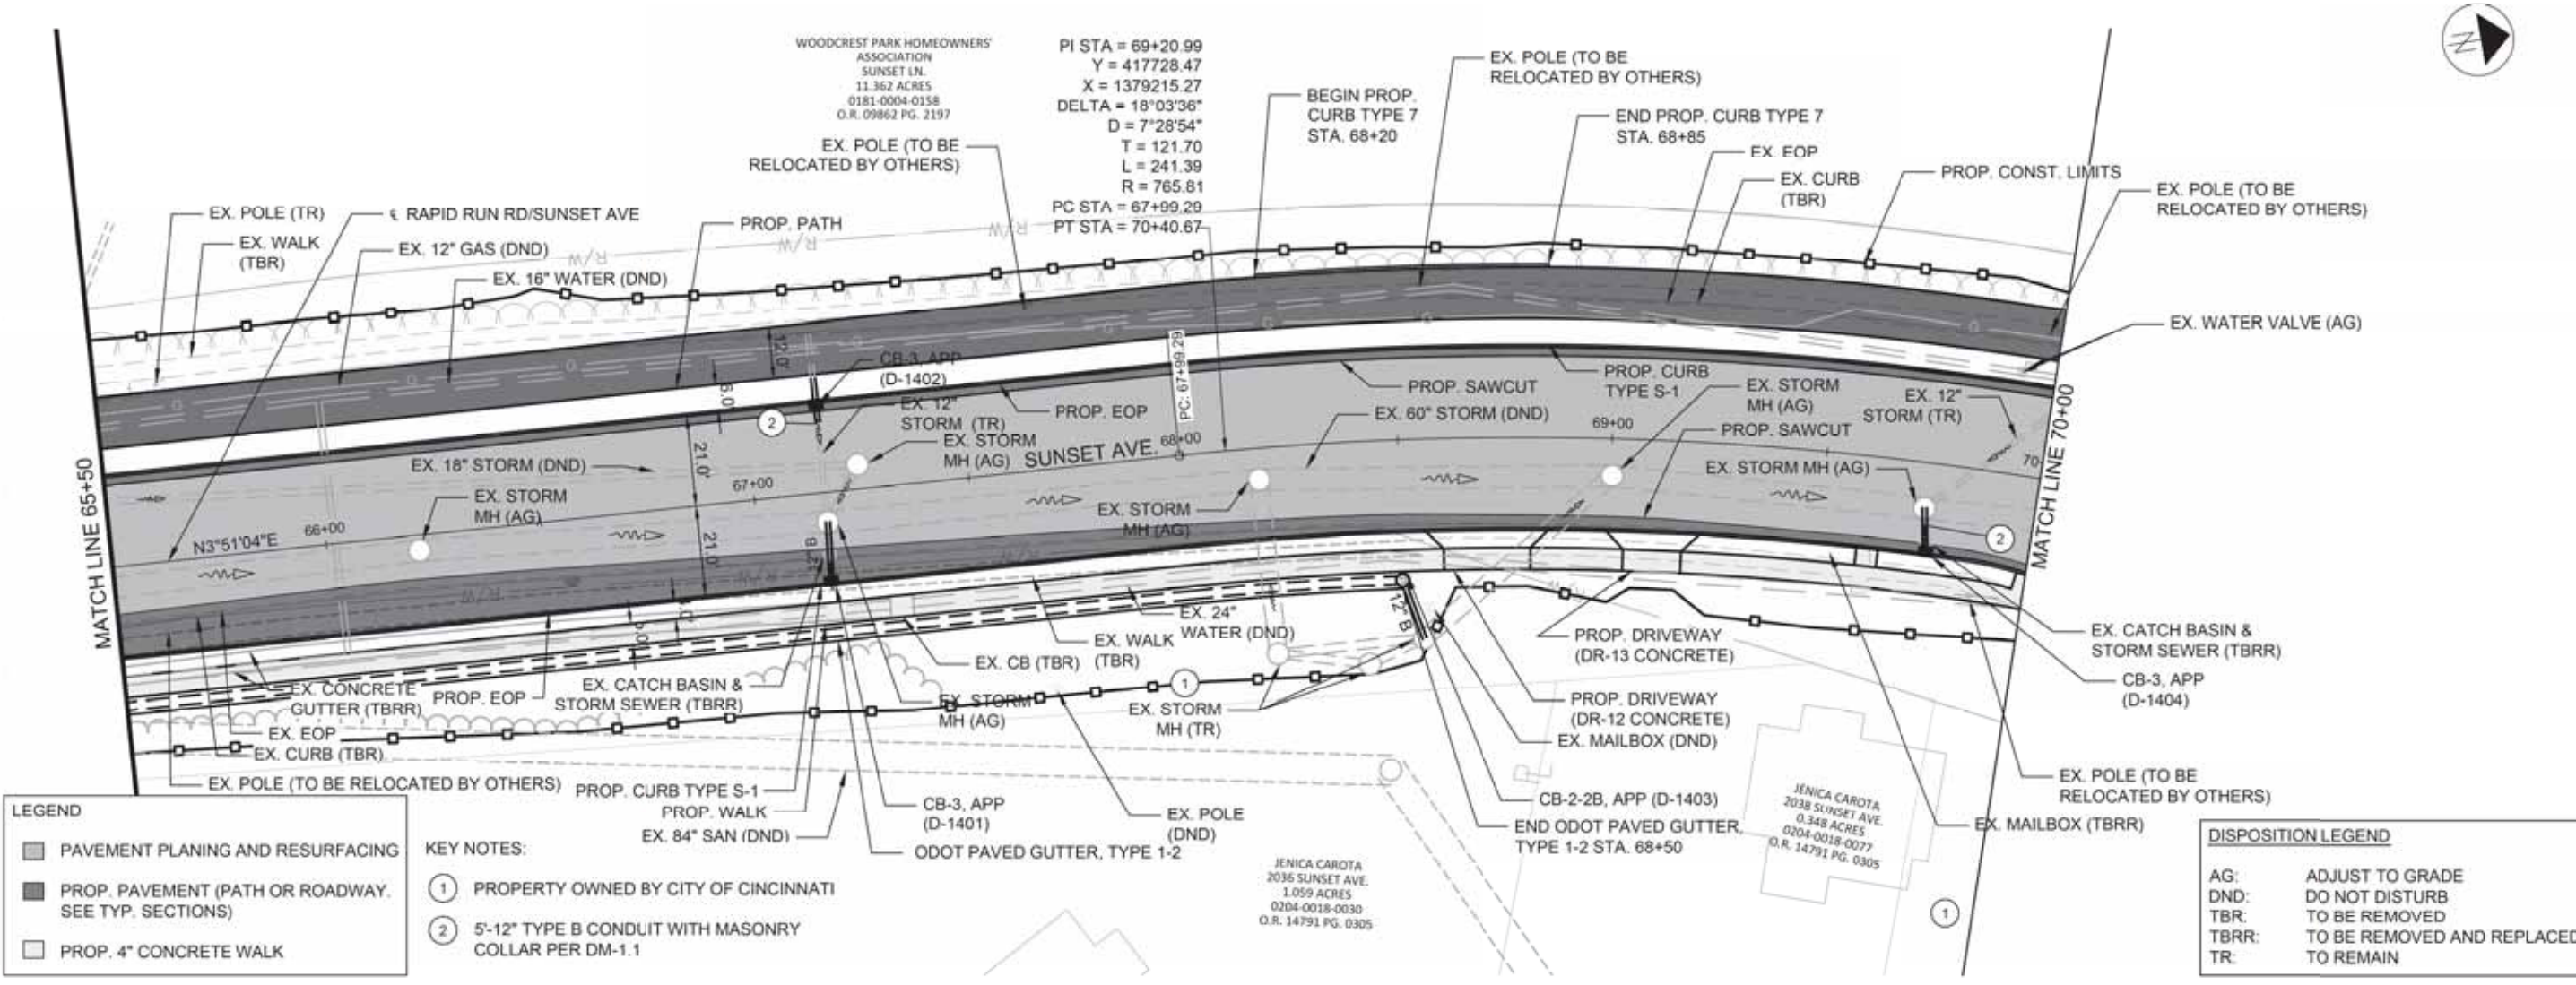 WOODCREST PARK HOMEOWNERS'
ASSOCIATION
SUNSET LN.
11.362 ACRES
0181-0004-0158
O.R. 09862 PG. 2197
PI STA = 69+20.99
Y = 417728.47
X = 1379215.27
DELTA = 18°03'36"
D = 7°28'54"
T = 121.70
L = 241.39
R = 765.81
PC STA = 67+99.29
PT STA = 70+40.67
EX. POLE (TO BE
RELOCATED BY OTHERS)
BEGIN PROP.
CURB TYPE 7
STA. 68+20
EX. POLE (TO BE
RELOCATED BY OTHERS)
END PROP. CURB TYPE 7
STA. 68+85
EX. EOP
EX. CURB
(TBR)
PROP. CONST. LIMITS
EX. POLE (TO BE
RELOCATED BY OTHERS)
N
EX. POLE (TR)
EX. WALK
(TBR)
℄ RAPID RUN RD/SUNSET AVE
EX. 12" GAS (DND)
EX. 16" WATER (DND)
PROP. PATH
R/W
R/W
R/W
EX. WATER VALVE (AG)
12.0'
6.0'
CB-3, APP
(D-1402)
EX. 12"
STORM (TR)
EX. STORM
MH (AG)
PROP. EOP
PC: 67+99.29
PROP. SAWCUT
PROP. CURB
TYPE S-1
EX. 60" STORM (DND)
EX. STORM
MH (AG)
EX. 12"
STORM (TR)
PROP. SAWCUT
EX. STORM MH (AG)
2
EX. 18" STORM (DND)
SUNSET AVE.
66+00
67+00
68+00
69+00
70
21.0'
21.0'
MATCH LINE 65+50
MATCH LINE 70+00
N3°51'04"E
EX. STORM
MH (AG)
EX. STORM
MH (AG)
2
R/W
R/W
R/W
G
G
G
G
G
G
12" B
EX. 24"
WATER (DND)
EX. WALK
(TBR)
EX. CB (TBR)
5.0'
EX. CONCRETE
GUTTER (TBRR)
PROP. EOP
EX. CATCH BASIN &
STORM SEWER (TBRR)
EX. STORM
MH (AG)
1
EX. STORM
MH (TR)
PROP. DRIVEWAY
(DR-13 CONCRETE)
PROP. DRIVEWAY
(DR-12 CONCRETE)
EX. MAILBOX (DND)
EX. CATCH BASIN &
STORM SEWER (TBRR)
CB-3, APP
(D-1404)
EX. EOP
EX. CURB (TBR)
EX. POLE (TO BE RELOCATED BY OTHERS)
PROP. CURB TYPE S-1
PROP. WALK
EX. 84" SAN (DND)
CB-3, APP
(D-1401)
ODOT PAVED GUTTER, TYPE 1-2
EX. POLE
(DND)
CB-2-2B, APP (D-1403)
END ODOT PAVED GUTTER,
TYPE 1-2 STA. 68+50
EX. POLE (TO BE
RELOCATED BY OTHERS)
EX. MAILBOX (TBRR)
JENICA CAROTA
2036 SUNSET AVE.
1.059 ACRES
0204-0018-0030
O.R. 14791 PG. 0305
JENICA CAROTA
2038 SUNSET AVE.
0.348 ACRES
0204-0018-0077
O.R. 14791 PG. 0305
1
LEGEND
PAVEMENT PLANING AND RESURFACING
PROP. PAVEMENT (PATH OR ROADWAY.
SEE TYP. SECTIONS)
PROP. 4" CONCRETE WALK
KEY NOTES:
1 PROPERTY OWNED BY CITY OF CINCINNATI
2 5'-12" TYPE B CONDUIT WITH MASONRY
COLLAR PER DM-1.1
DISPOSITION LEGEND
AG: ADJUST TO GRADE
DND: DO NOT DISTURB
TBR: TO BE REMOVED
TBRR: TO BE REMOVED AND REPLACED
TR: TO REMAIN